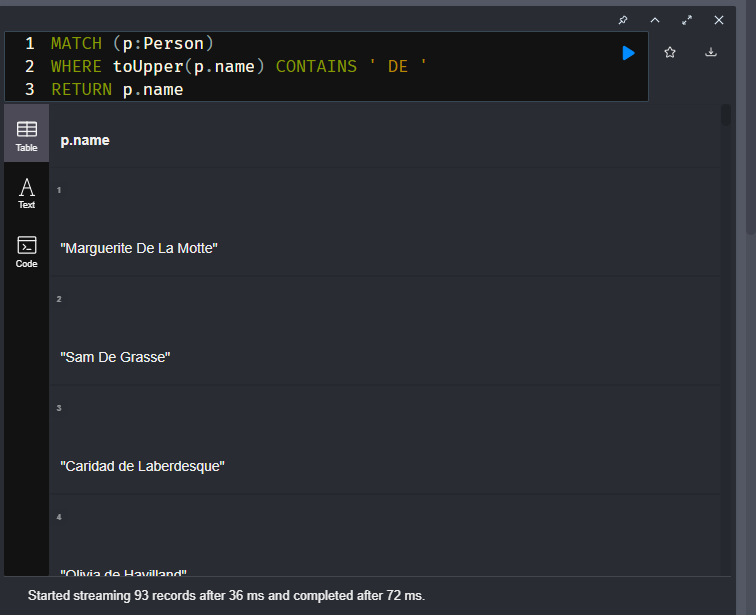 1 MATCH (p:Person)
2 WHERE toUpper(p.name) CONTAINS ' DE '
3 RETURN p.name
Table
p.name
1
Text
"Marguerite De La Motte"
Code
2
"Sam De Grasse"
3
"Caridad de Laberdesque"
4
"Olivia de Havilland"
Started streaming 93 records after 36 ms and completed after 72 ms.